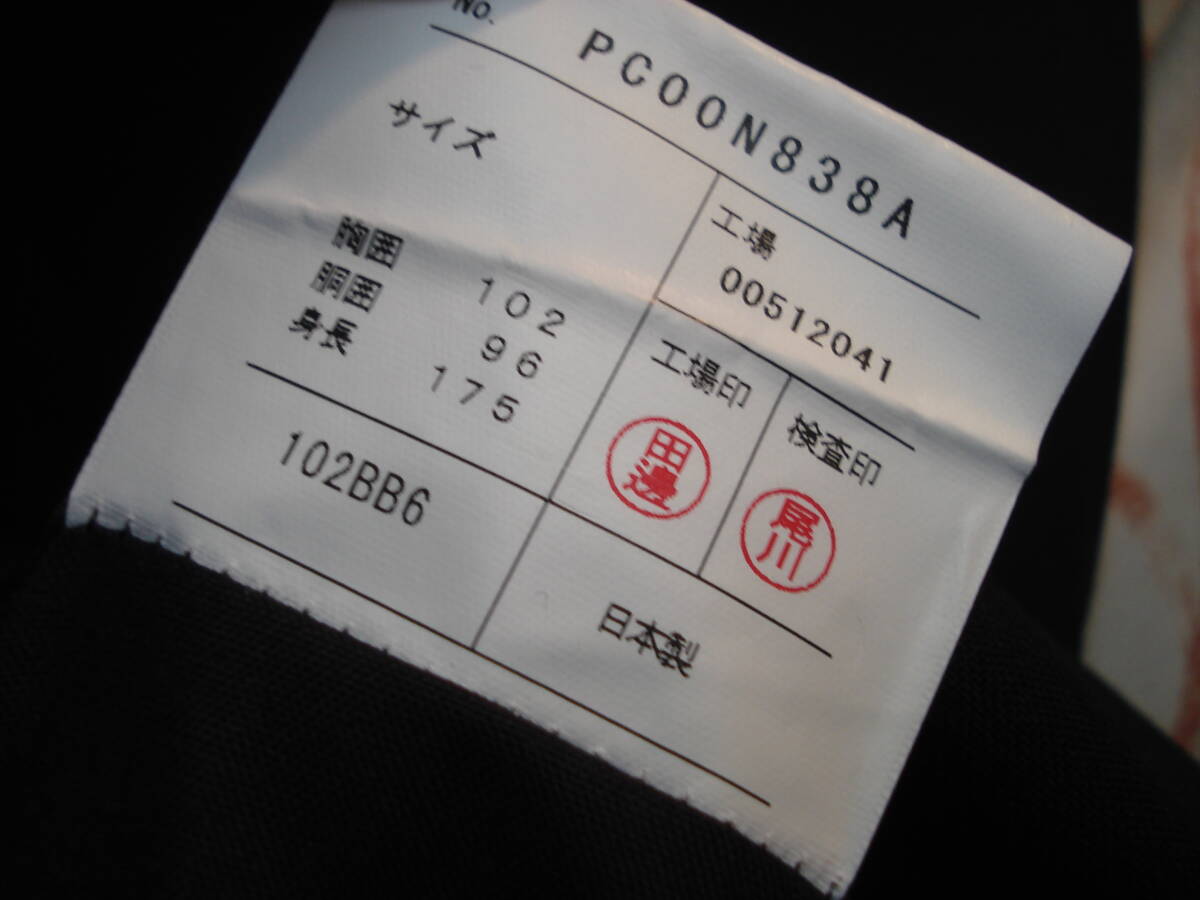 No. PC00N838A
サイズ
胸囲 102
胴囲 96
身長 175
102BB6
工場
00512041
工場印
田邊
検査印
尾川
日本製